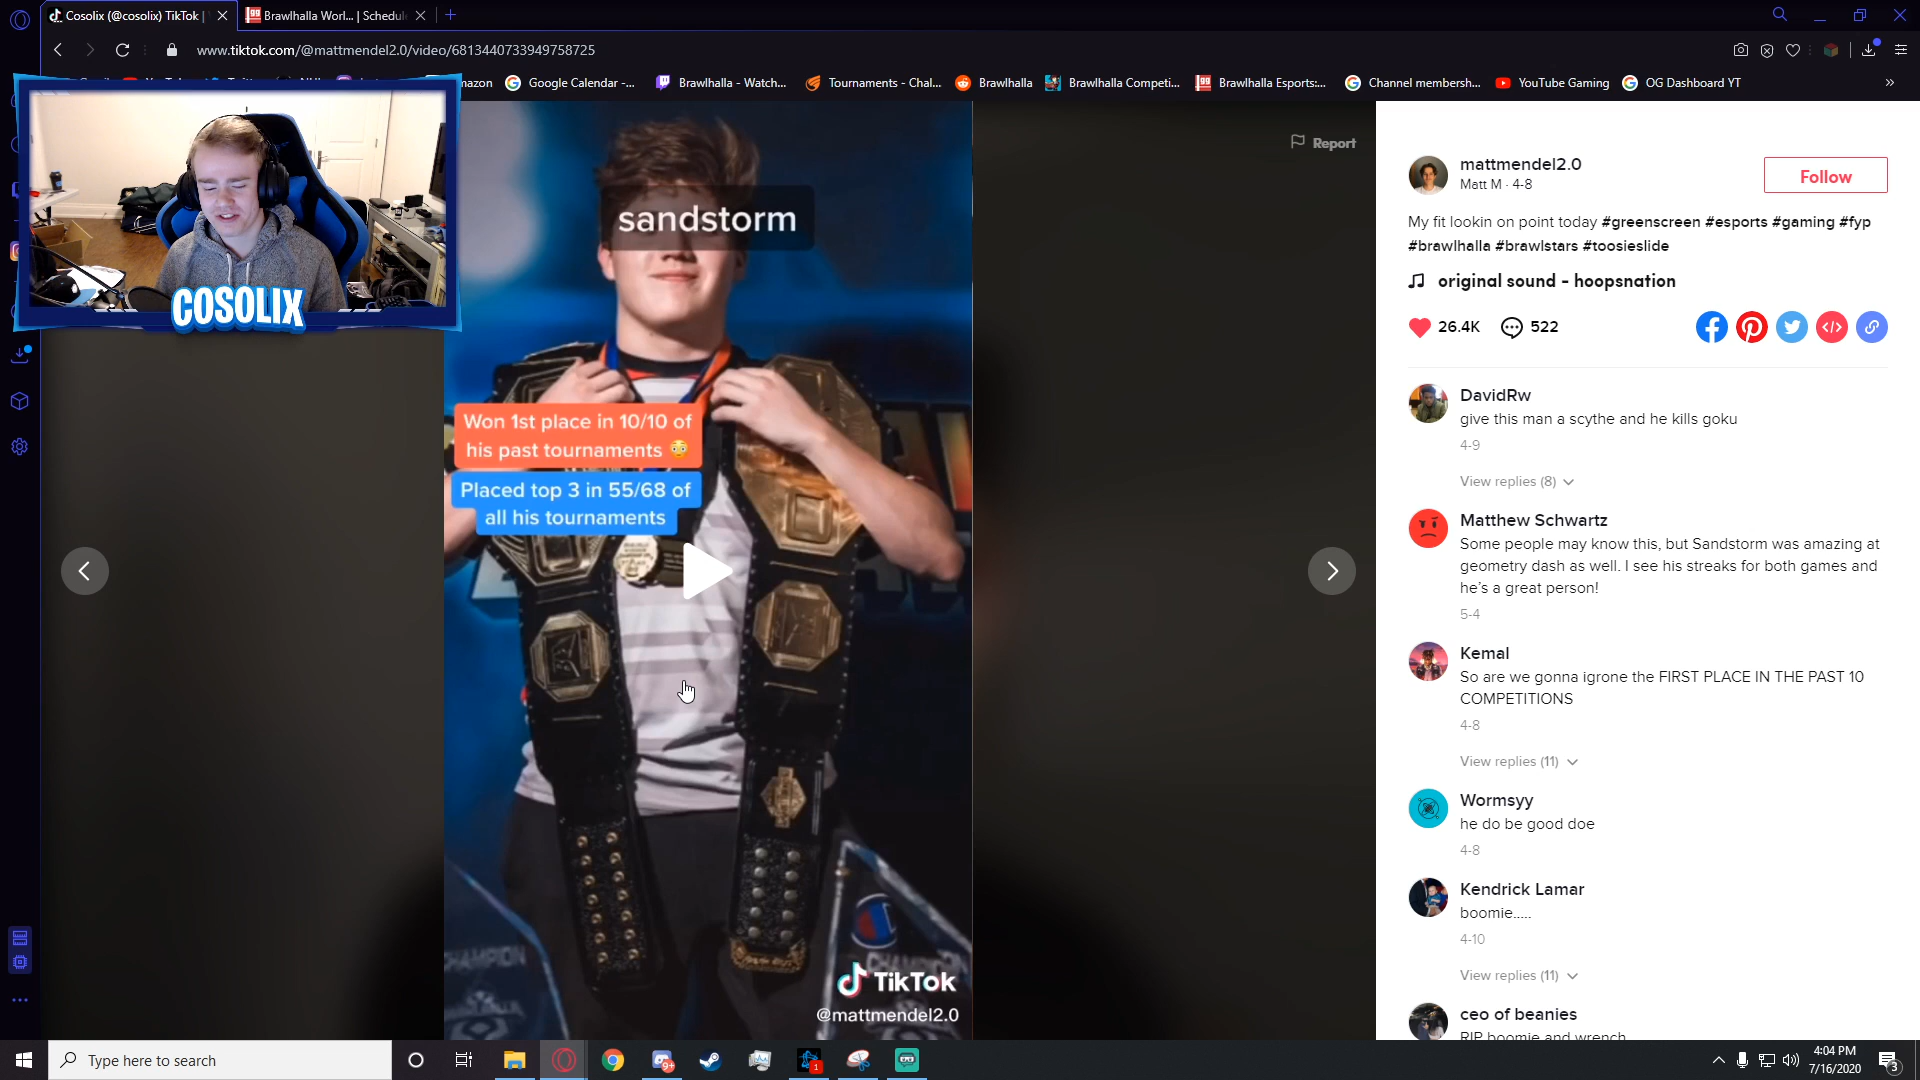 Cosolix (@cosolix) TikTok |
Brawlhalla Worl... | Schedul
www.tiktok.com/@mattmendel2.0/video/6813440733949758725
mazon
Google Calendar -...
Brawlhalla - Watch...
Tournaments - Chal...
Brawlhalla
Brawlhalla Competi...
Brawlhalla Esports:...
Channel membersh...
YouTube Gaming
OG Dashboard YT
COSOLIX
sandstorm
Won 1st place in 10/10 of
his past tournaments 😳
Placed top 3 in 55/68 of
all his tournaments
CHAMPION
TikTok
@mattmendel2.0
Report
mattmendel2.0
Matt M · 4-8
Follow
My fit lookin on point today #greenscreen #esports #gaming #fyp
#brawlhalla #brawlstars #toosieslide
original sound - hoopsnation
26.4K
522
DavidRw
give this man a scythe and he kills goku
4-9
View replies (8)
Matthew Schwartz
Some people may know this, but Sandstorm was amazing at
geometry dash as well. I see his streaks for both games and
he's a great person!
5-4
Kemal
So are we gonna igrone the FIRST PLACE IN THE PAST 10
COMPETITIONS
4-8
View replies (11)
Wormsyy
he do be good doe
4-8
Kendrick Lamar
boomie.....
4-10
View replies (11)
ceo of beanies
RIP boomie and wrench
Type here to search
9+
1
4:04 PM
7/16/2020
3